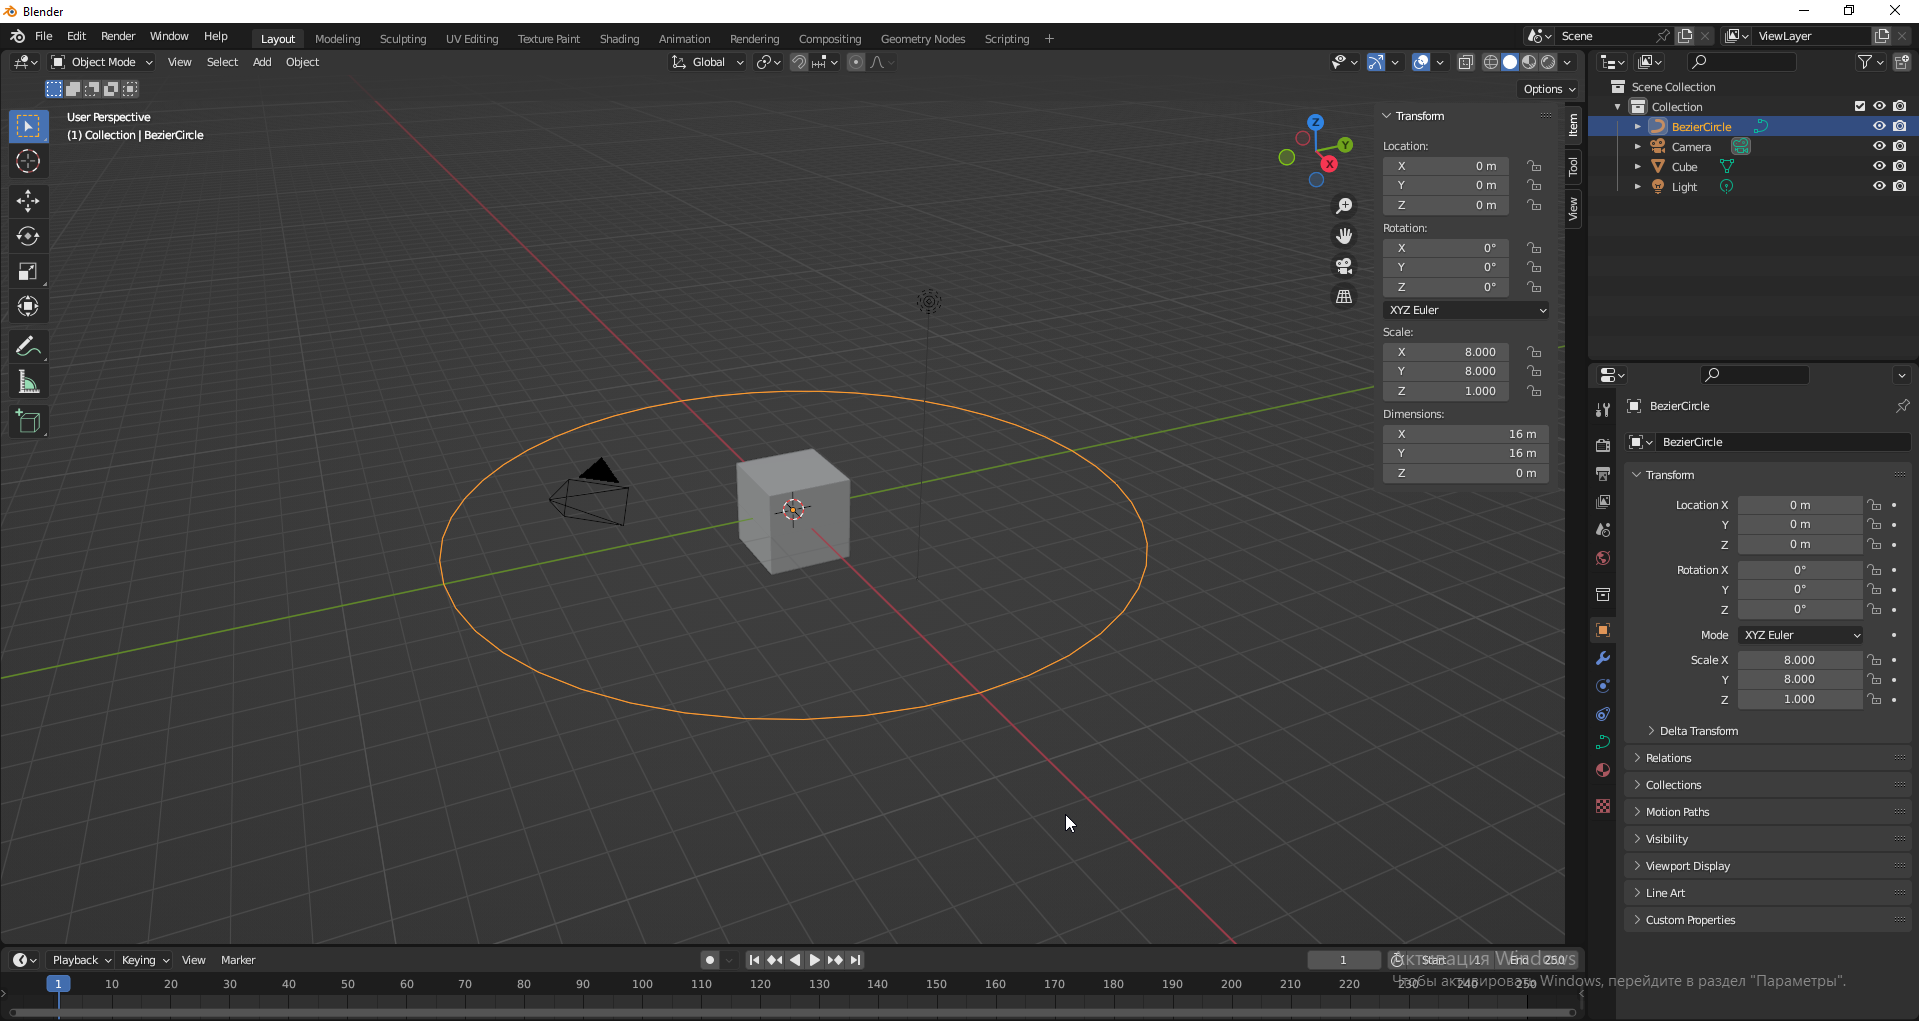 Blender
File Edit Render Window Help Layout Modeling Sculpting UV Editing Texture Paint Shading Animation Rendering Compositing Geometry Nodes Scripting + Scene ViewLayer
Object Mode View Select Add Object Global
Options
User Perspective
(1) Collection | BezierCircle
Z
Y
X
Transform
Location:
X 0 m
Y 0 m
Z 0 m
Rotation:
X 0°
Y 0°
Z 0°
XYZ Euler
Scale:
X 8.000
Y 8.000
Z 1.000
Dimensions:
X 16 m
Y 16 m
Z 0 m
Item
Tool
View
Scene Collection
Collection
BezierCircle
Camera
Cube
Light
BezierCircle
BezierCircle
Transform
Location X 0 m
Y 0 m
Z 0 m
Rotation X 0°
Y 0°
Z 0°
Mode XYZ Euler
Scale X 8.000
Y 8.000
Z 1.000
Delta Transform
Relations
Collections
Motion Paths
Visibility
Viewport Display
Line Art
Custom Properties
Playback Keying View Marker 1 Start 1 End 250
1 10 20 30 40 50 60 70 80 90 100 110 120 130 140 150 160 170 180 190 200 210 220 230 240 250
Активация Windows
Чтобы активировать Windows, перейдите в раздел "Параметры".